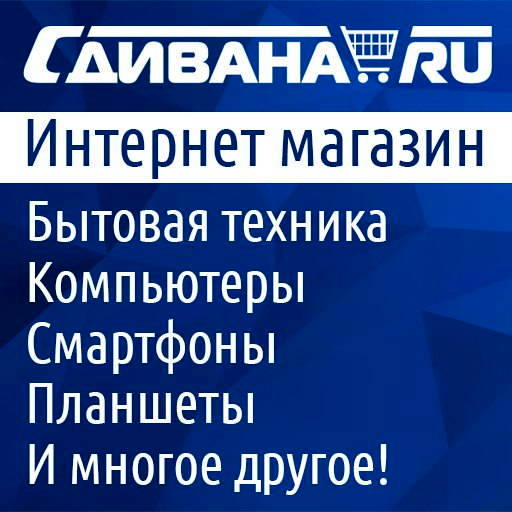 СДИВАНА.RU
Интернет магазин
Бытовая техника
Компьютеры
Смартфоны
Планшеты
И многое другое!